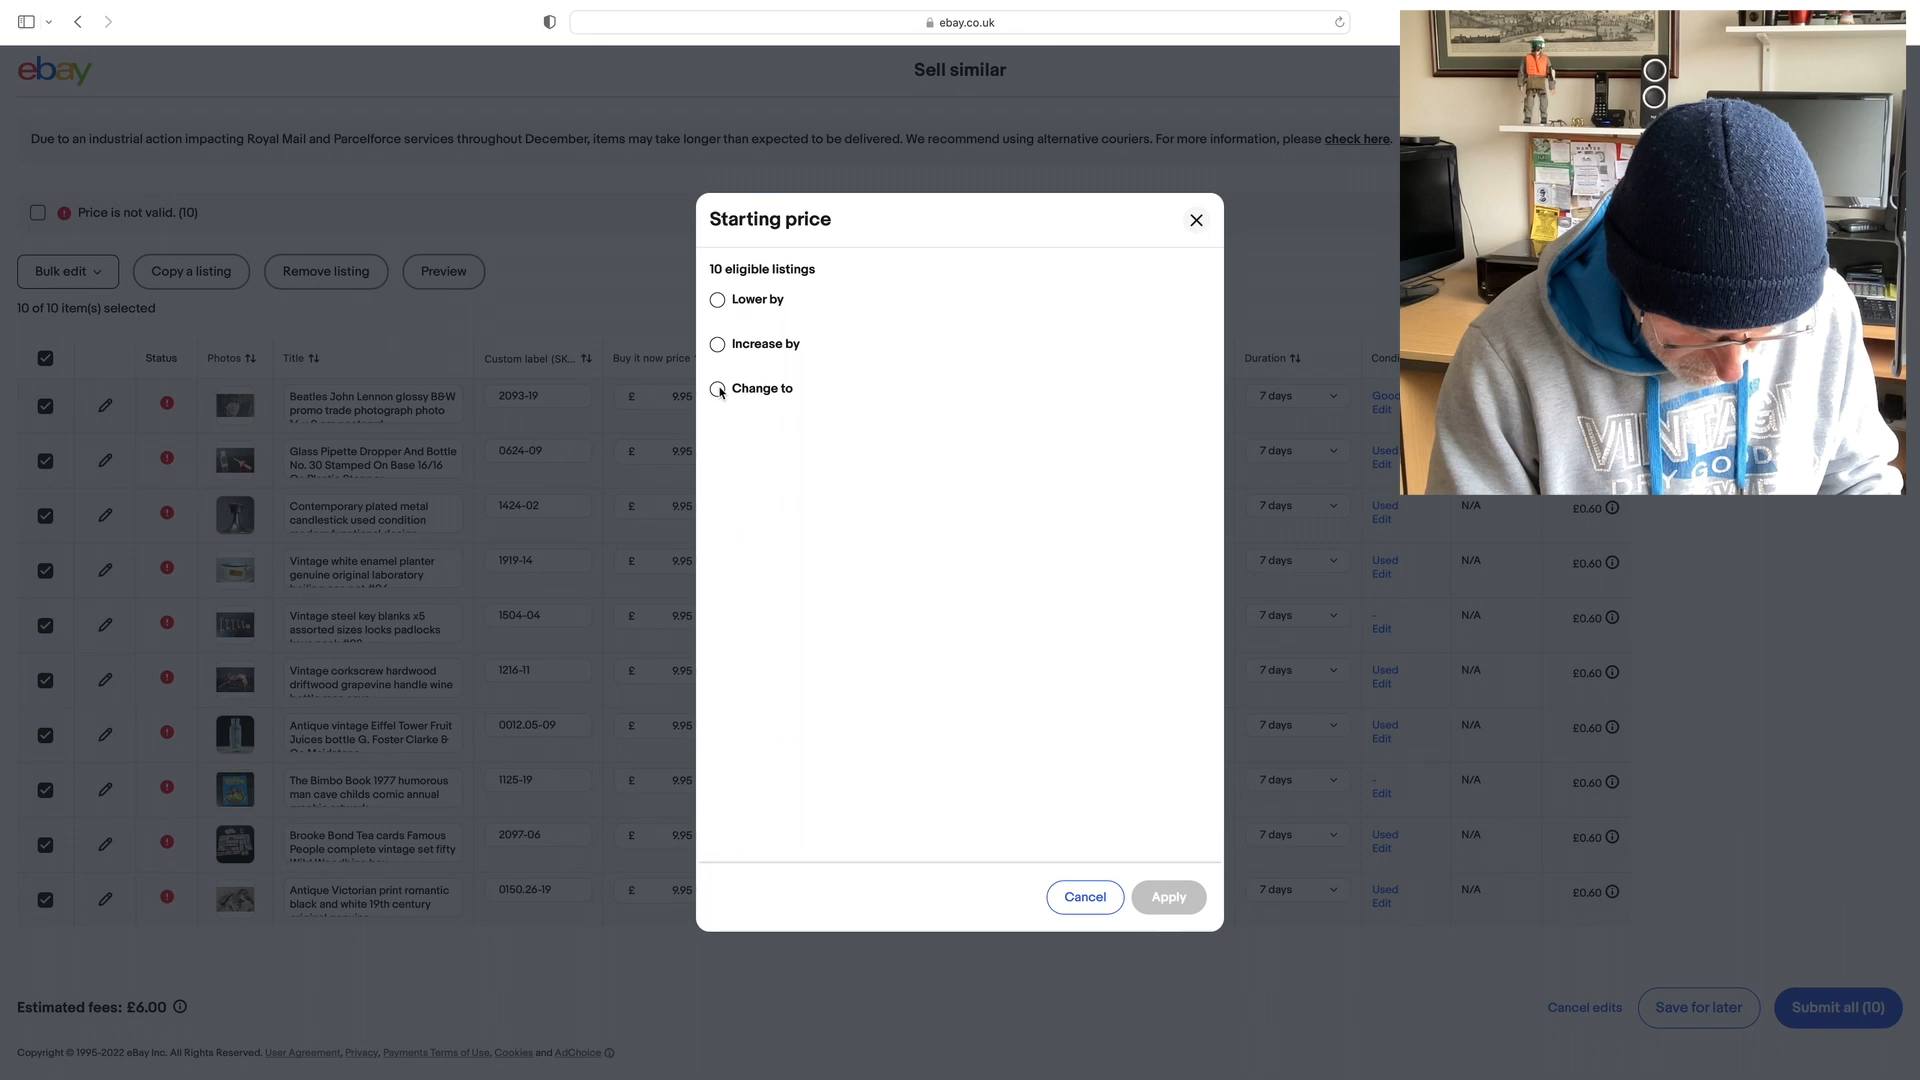 ebay.co.uk
ebay
Sell similar
Due to an industrial action impacting Royal Mail and Parcelforce services throughout December, items may take longer than expected to be delivered. We recommend using alternative couriers. For more information, please check here.
Price is not valid. (10)
Bulk edit
Copy a listing
Remove listing
Preview
10 of 10 item(s) selected
Starting price
10 eligible listings
Lower by
Increase by
Change to
Cancel
Apply
Status
Photos
Title
Custom label (SK...
Buy it now price
Duration
Condi
Beatles John Lennon glossy B&W
promo trade photograph photo
2093-19
£ 9.95
7 days
Good
Edit
Glass Pipette Dropper And Bottle
No. 30 Stamped On Base 16/16
0624-09
£ 9.95
7 days
Used
Edit
Contemporary plated metal
candlestick used condition
1424-02
£ 9.95
7 days
Used
Edit
N/A
£0.60
Vintage white enamel planter
genuine original laboratory
1919-14
£ 9.95
7 days
Used
Edit
N/A
£0.60
Vintage steel key blanks x5
assorted sizes locks padlocks
1504-04
£ 9.95
7 days
-
Edit
N/A
£0.60
Vintage corkscrew hardwood
driftwood grapevine handle wine
1216-11
£ 9.95
7 days
Used
Edit
N/A
£0.60
Antique vintage Eiffel Tower Fruit
Juices bottle G. Foster Clarke &
0012.05-09
£ 9.95
7 days
Used
Edit
N/A
£0.60
The Bimbo Book 1977 humorous
man cave childs comic annual
1125-19
£ 9.95
7 days
-
Edit
N/A
£0.60
Brooke Bond Tea cards Famous
People complete vintage set fifty
2097-06
£ 9.95
7 days
Used
Edit
N/A
£0.60
Antique Victorian print romantic
black and white 19th century
0150.26-19
£ 9.95
7 days
Used
Edit
N/A
£0.60
Estimated fees: £6.00
Cancel edits
Save for later
Submit all (10)
Copyright © 1995-2022 eBay Inc. All Rights Reserved. User Agreement, Privacy, Payments Terms of Use, Cookies and AdChoice